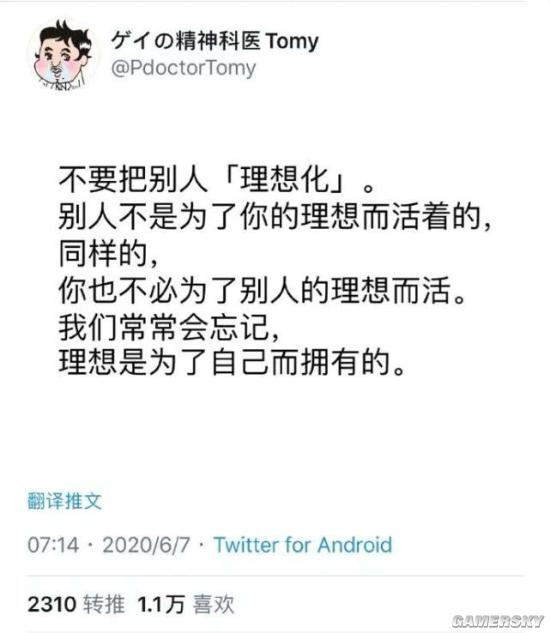 ゲイの精神科医Tomy
@PdoctorTomy
不要把别人「理想化」。
别人不是为了你的理想而活着的,
同样的,
你也不必为了别人的理想而活。
我们常常会忘记,
理想是为了自己而拥有的。
翻译推文
07:14 · 2020/6/7 · Twitter for Android
2310 转推 1.1万 喜欢
GAMERSKY